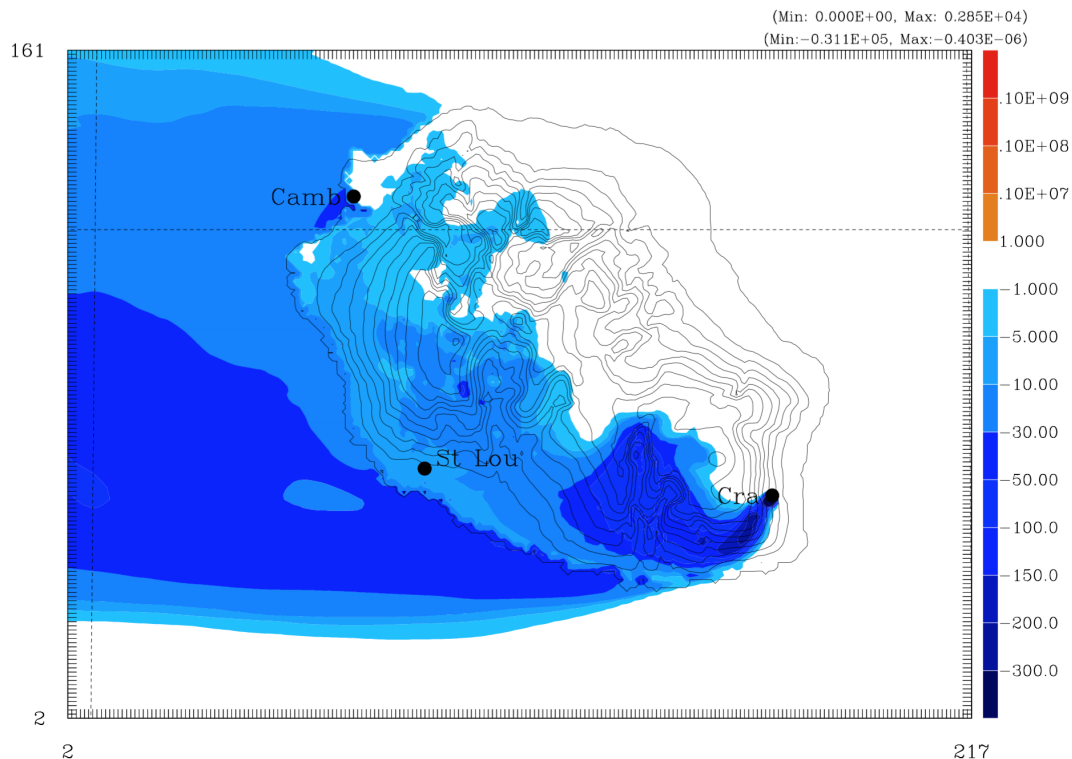 (Min: 0.000E+00, Max: 0.285E+04)
(Min:−0.311E+05, Max:−0.403E−06)
161
.10E+09
.10E+08
.10E+07
1.000
−1.000
−5.000
−10.00
−30.00
−50.00
−100.0
−150.0
−200.0
−300.0
Camb
St Lou
Cra
2
2
217